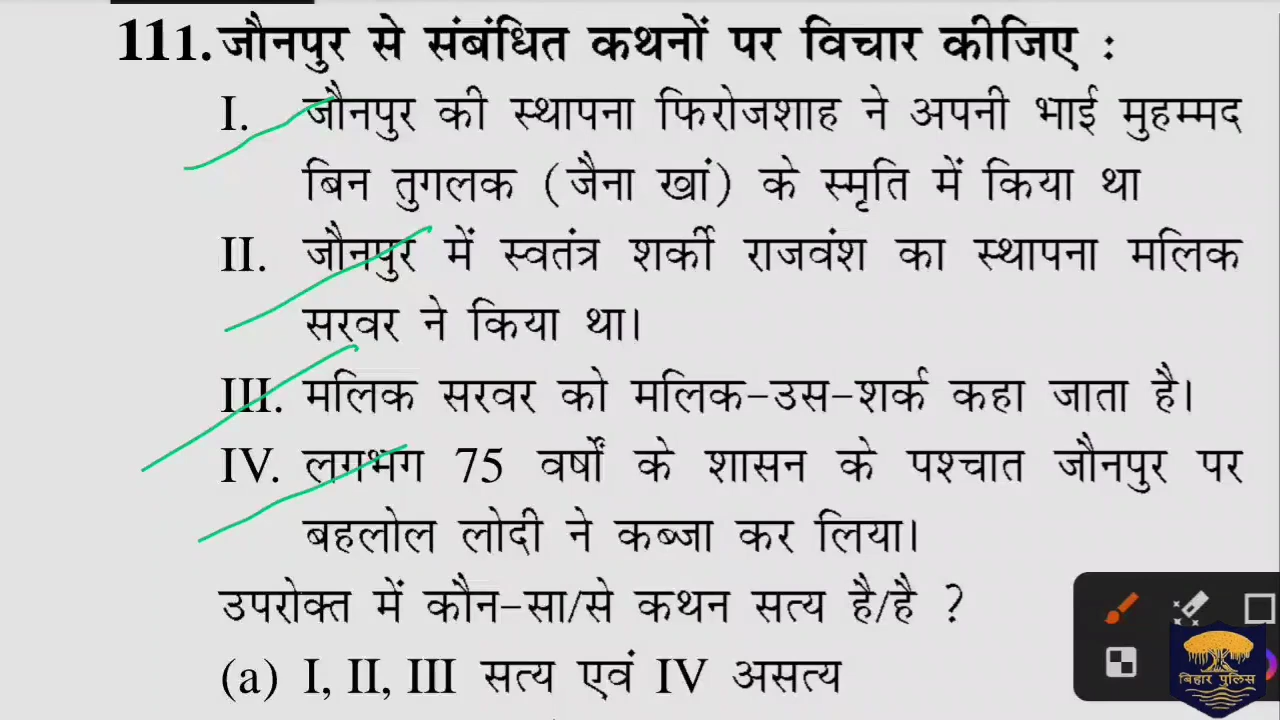 111. जौनपुर से संबंधित कथनों पर विचार कीजिए :
I. जौनपुर की स्थापना फिरोजशाह ने अपनी भाई मुहम्मद
बिन तुगलक (जैना खां) के स्मृति में किया था
II. जौनपुर में स्वतंत्र शर्की राजवंश का स्थापना मलिक
सरवर ने किया था।
III. मलिक सरवर को मलिक-उस-शर्क कहा जाता है।
IV. लगभग 75 वर्षों के शासन के पश्चात जौनपुर पर
बहलोल लोदी ने कब्जा कर लिया।
उपरोक्त में कौन-सा/से कथन सत्य है/है ?
(a) I, II, III सत्य एवं IV असत्य
बिहार पुलिस